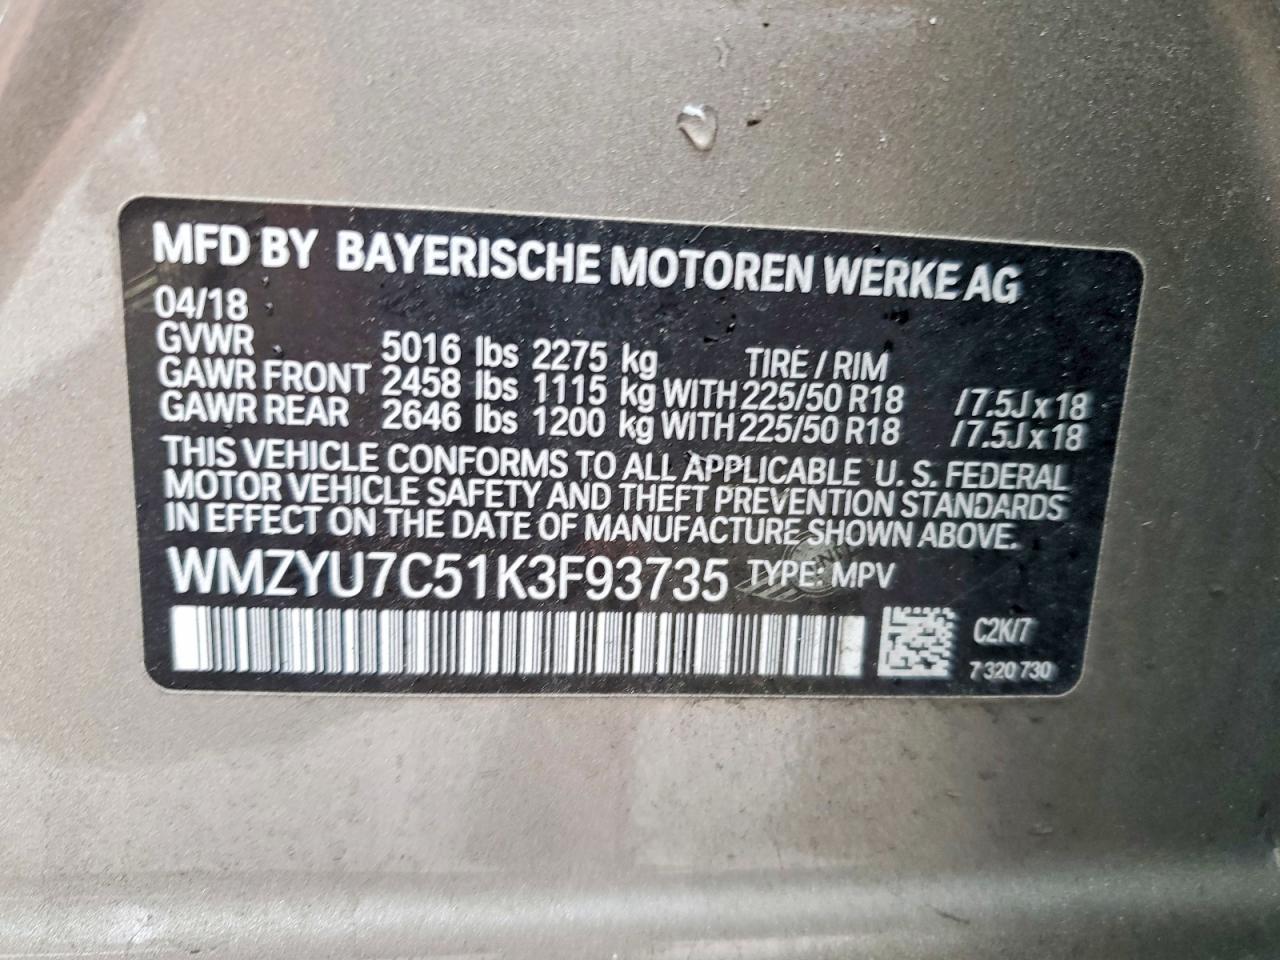 MFD BY BAYERISCHE MOTOREN WERKE AG
04/18
GVWR 5016 lbs 2275 kg TIRE / RIM
GAWR FRONT 2458 lbs 1115 kg WITH 225/50 R18 / 7.5J x 18
GAWR REAR 2646 lbs 1200 kg WITH 225/50 R18 / 7.5J x 18
THIS VEHICLE CONFORMS TO ALL APPLICABLE U. S. FEDERAL
MOTOR VEHICLE SAFETY AND THEFT PREVENTION STANDARDS
IN EFFECT ON THE DATE OF MANUFACTURE SHOWN ABOVE.
WMZYU7C51K3F93735 TYPE: MPV
C2K/7
7 320 730